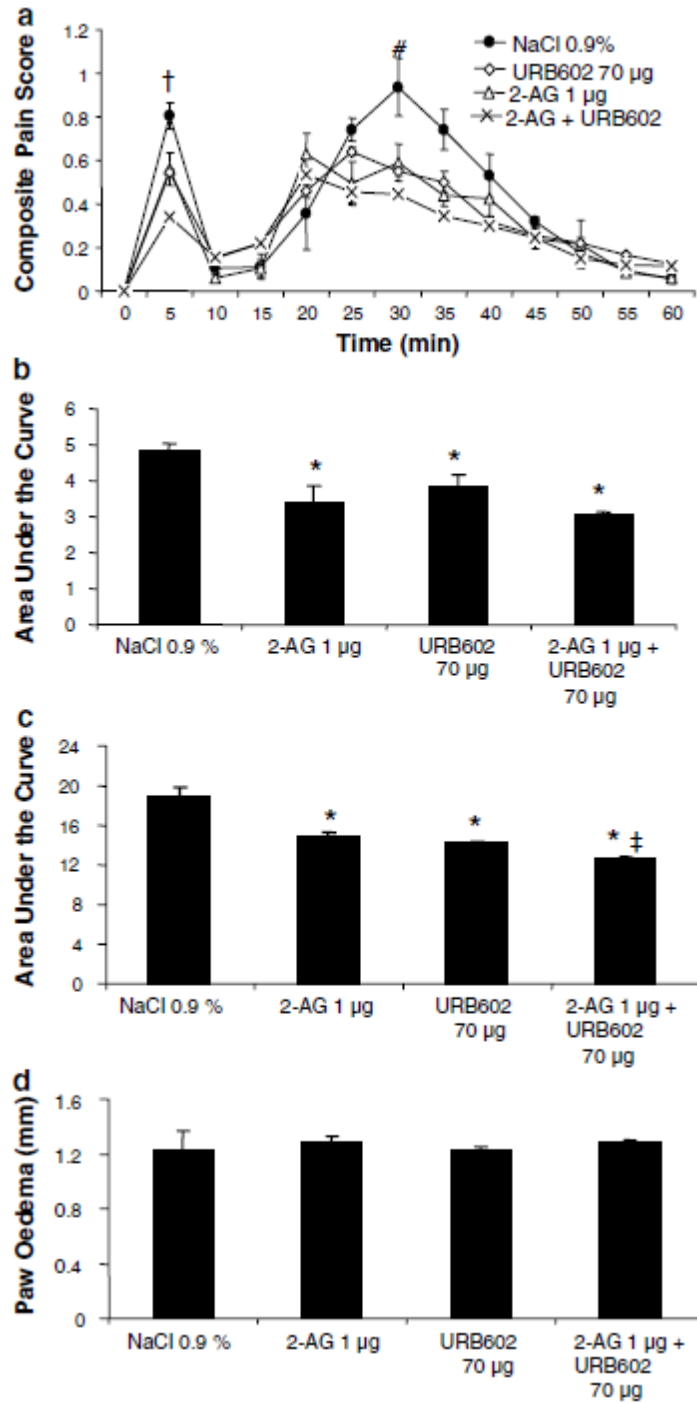 a
Composite Pain Score
1.2
1
0.8
0.6
0.4
0.2
0
†
#
NaCl 0.9%
URB602 70 µg
2-AG 1 µg
2-AG + URB602
0 5 10 15 20 25 30 35 40 45 50 55 60
Time (min)
b
Area Under the Curve
6
5
4
3
2
1
0
* * *
NaCl 0.9 % 2-AG 1 µg URB602 2-AG 1 µg +
70 µg URB602
70 µg
c
Area Under the Curve
24
20
16
12
8
4
0
* * * ‡
NaCl 0.9 % 2-AG 1 µg URB602 2-AG 1 µg +
70 µg URB602
70 µg
d
Paw Oedema (mm)
1.6
1.2
0.8
0.4
0
NaCl 0.9 % 2-AG 1 µg URB602 2-AG 1 µg +
70 µg URB602
70 µg